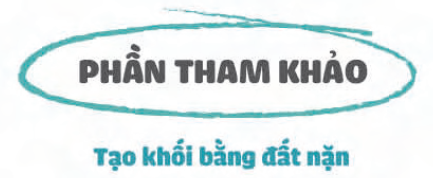 PHẦN THAM KHẢO
Tạo khối bằng đất nặn